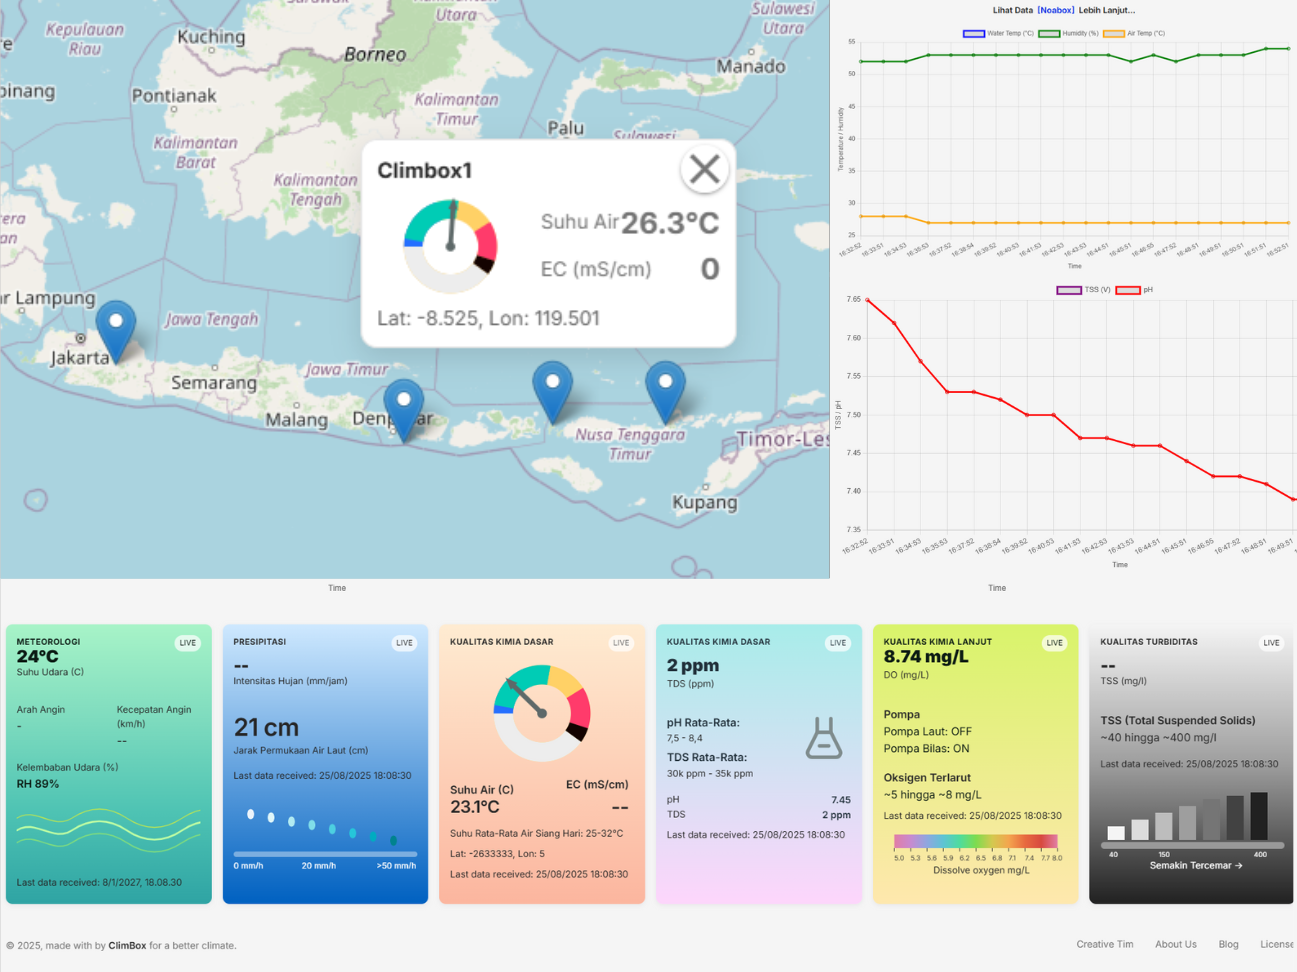 Kepulauan
Riau
Kuching
Borneo
Utara
Sulawesi
Utara
Manado
Pontianak
Kalimantan
Timur
Palu
Kalimantan
Barat
Kalimantan
Tengah
Climbox1
Suhu Air 26.3°C
EC (mS/cm) 0
Lat: -8.525, Lon: 119.501
Lampung
Jawa Tengah
Jakarta
Semarang
Jawa Timur
Malang
Nusa Tenggara
Timur
Timor-Les
Kupang
Lihat Data [Noabox] Lebih Lanjut...
Water Temp (°C) Humidity (%) Air Temp (°C)
Temperature / Humidity
55
50
45
40
35
30
25
16:32:52 16:33:51 16:34:53 16:35:53 16:37:52 16:38:54 16:39:52 16:40:53 16:41:53 16:42:53 16:43:53 16:44:51 16:46:55 16:47:52 16:48:51 16:49:51 16:50:51 16:51:51 16:52:51
Time
TSS (V) pH
TSS / pH
7.65
7.60
7.55
7.50
7.45
7.40
7.35
16:32:52 16:33:51 16:34:53 16:35:53 16:37:52 16:38:54 16:39:52 16:40:53 16:41:53 16:42:53 16:43:53 16:44:51 16:46:55 16:47:52 16:48:51 16:49:51
Time
Time
Time
METEOROLOGI LIVE
24°C
Suhu Udara (C)
Arah Angin
-
Kecepatan Angin
(km/h)
--
Kelembaban Udara (%)
RH 89%
Last data received: 8/1/2027, 18.08.30
PRESIPITASI LIVE
--
Intensitas Hujan (mm/jam)
21 cm
Jarak Permukaan Air Laut (cm)
Last data received: 25/08/2025 18:08:30
0 mm/h 20 mm/h >50 mm/h
KUALITAS KIMIA DASAR LIVE
Suhu Air (C) EC (mS/cm)
23.1°C --
Suhu Rata-Rata Air Siang Hari: 25-32°C
Lat: -2633333, Lon: 5
Last data received: 25/08/2025 18:08:30
KUALITAS KIMIA DASAR LIVE
2 ppm
TDS (ppm)
pH Rata-Rata:
7,5 - 8,4
TDS Rata-Rata:
30k ppm - 35k ppm
pH 7.45
TDS 2 ppm
Last data received: 25/08/2025 18:08:30
KUALITAS KIMIA LANJUT LIVE
8.74 mg/L
DO (mg/L)
Pompa
Pompa Laut: OFF
Pompa Bilas: ON
Oksigen Terlarut
~5 hingga ~8 mg/L
Last data received: 25/08/2025 18:08:30
5.0 5.3 5.6 5.9 6.2 6.5 6.8 7.1 7.4 7.7 8.0
Dissolve oxygen mg/L
KUALITAS TURBIDITAS LIVE
--
TSS (mg/l)
TSS (Total Suspended Solids)
~40 hingga ~400 mg/l
Last data received: 25/08/2025 18:08:30
40 150 400
Semakin Tercemar →
© 2025, made with by ClimBox for a better climate.
Creative Tim About Us Blog License